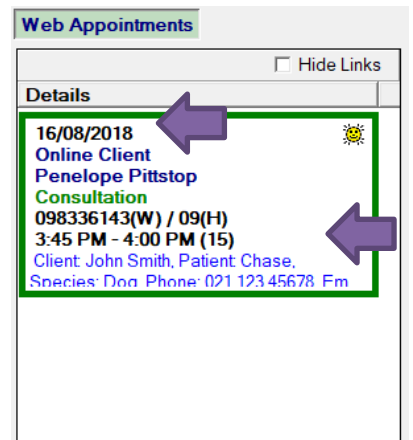 Web Appointments
Hide Links
Details
16/08/2018
Online Client
Penelope Pittstop
Consultation
098336143(W) / 09(H)
3:45 PM - 4:00 PM (15)
Client: John Smith, Patient: Chase,
Species: Dog, Phone: 021 123 45678, Em